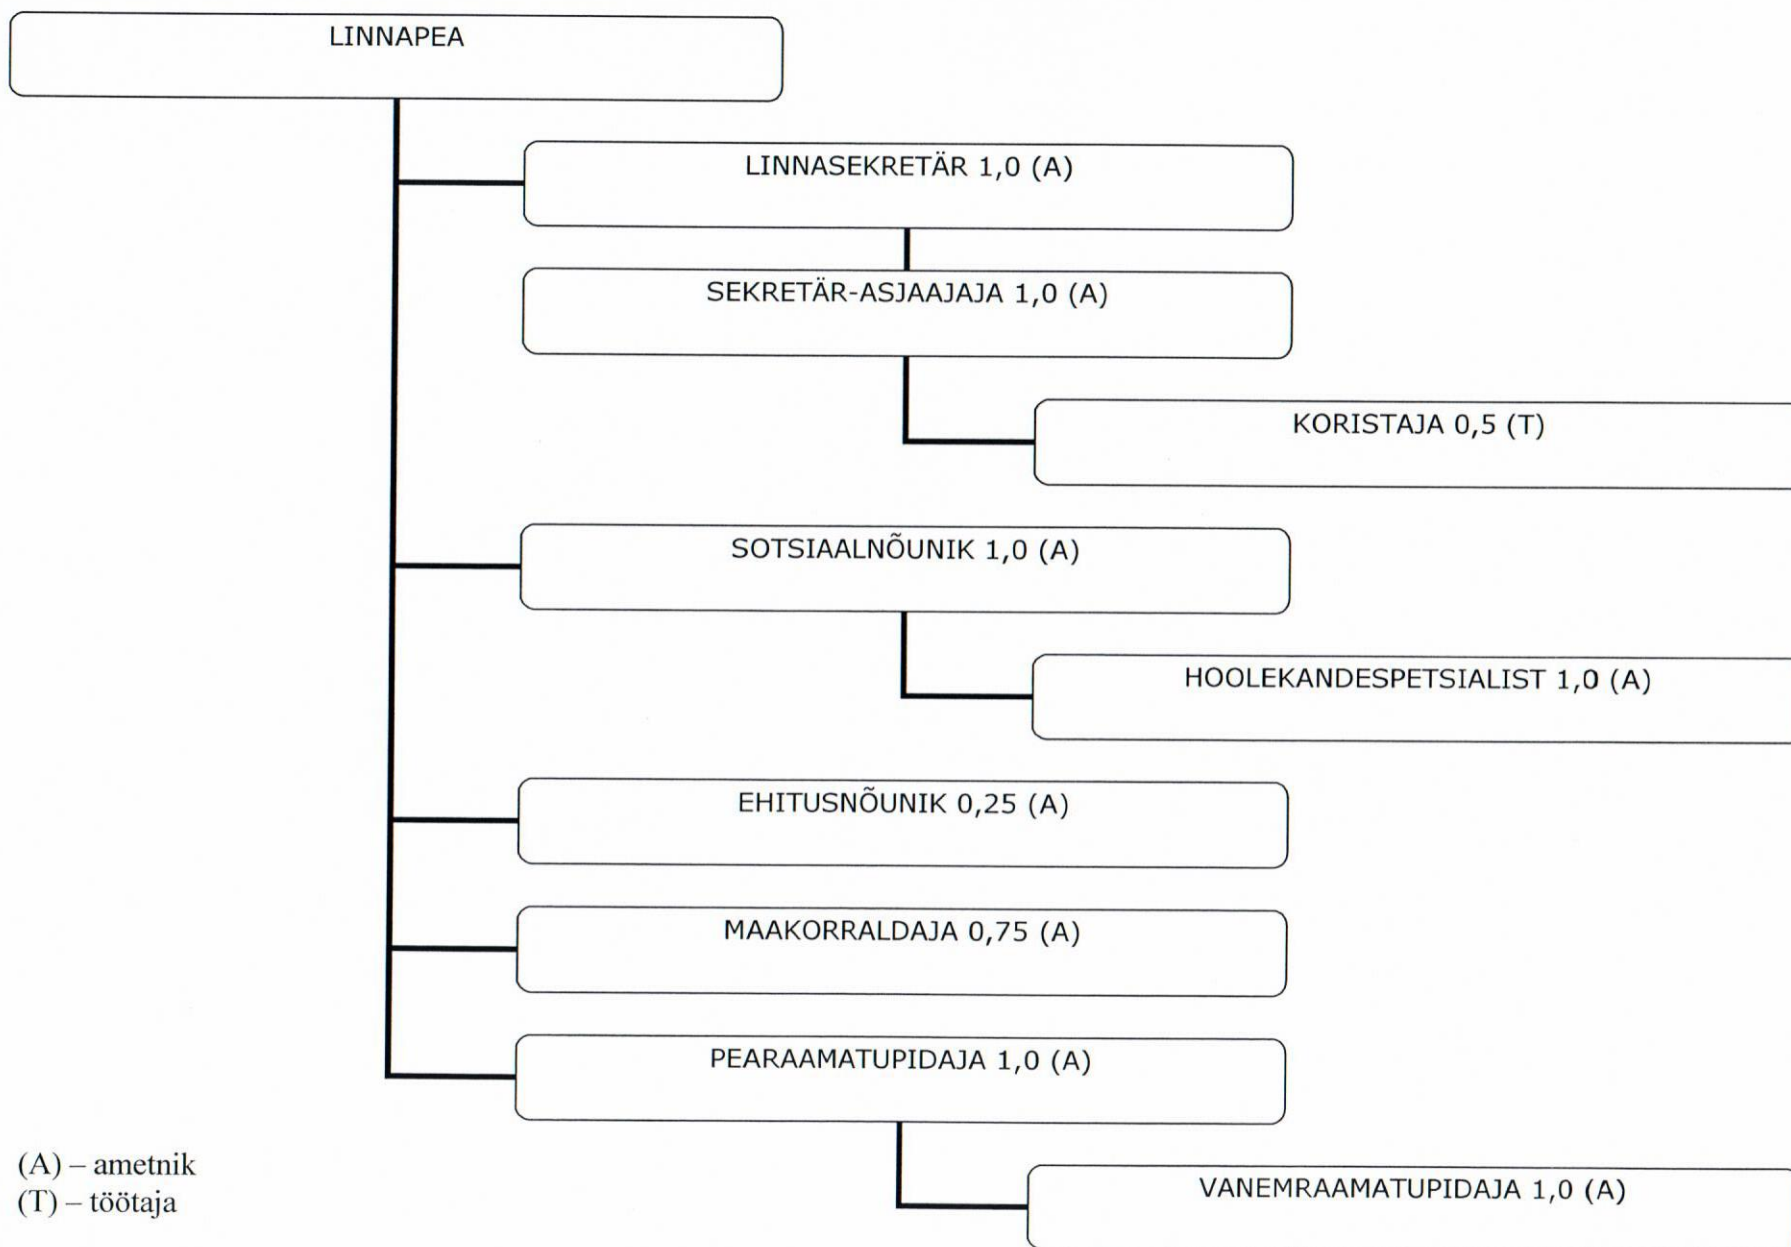 LINNAPEA
LINNASEKRETÄR 1,0 (A)
SEKRETÄR-ASJAAJAJA 1,0 (A)
KORISTAJA 0,5 (T)
SOTSIAALNÕUNIK 1,0 (A)
HOOLEKANDESPETSIALIST 1,0 (A)
EHITUSNÕUNIK 0,25 (A)
MAAKORRALDAJA 0,75 (A)
PEARAAMATUPIDAJA 1,0 (A)
VANEMRAAMATUPIDAJA 1,0 (A)
(A) – ametnik
(T) – töötaja